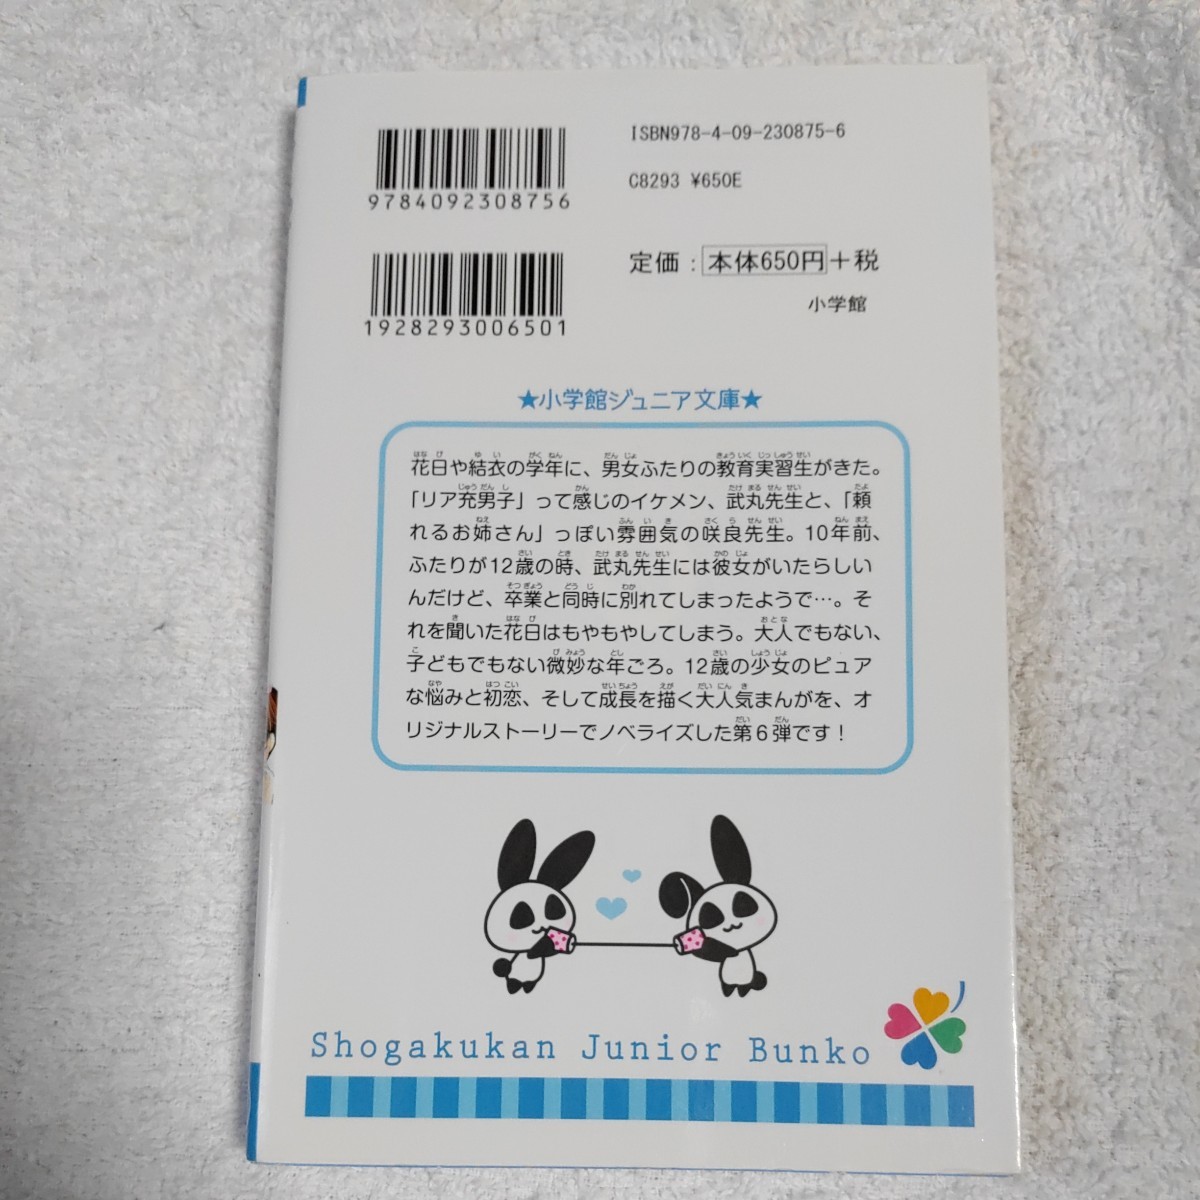 ISBN978-4-09-230875-6
9784092308756
C8293 ¥650E
定価：本体650円＋税
1928293006501
小学館
★小学館ジュニア文庫★
花日や結衣の学年に、男女ふたりの教育実習生がきた。
「リア充男子」って感じのイケメン、武丸先生と、「頼
れるお姉さん」っぽい雰囲気の咲良先生。10年前、
ふたりが12歳の時、武丸先生には彼女がいたらしい
んだけど、卒業と同時に別れてしまったようで…。そ
れを聞いた花日はもやもやしてしまう。大人でもない、
子どもでもない微妙な年ごろ。12歳の少女のピュア
な悩みと初恋、そして成長を描く大人気まんがを、オ
リジナルストーリーでノベライズした第6弾です！
Shogakukan Junior Bunko